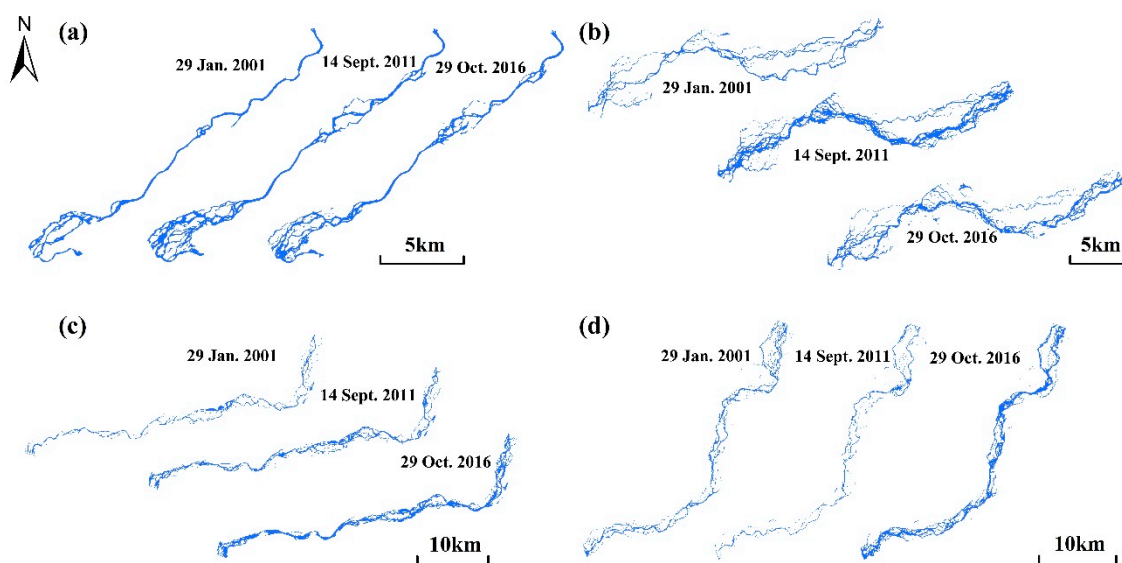 N
(a)
29 Jan. 2001
14 Sept. 2011
29 Oct. 2016
5km
(b)
29 Jan. 2001
14 Sept. 2011
29 Oct. 2016
5km
(c)
29 Jan. 2001
14 Sept. 2011
29 Oct. 2016
10km
(d)
29 Jan. 2001
14 Sept. 2011
29 Oct. 2016
10km